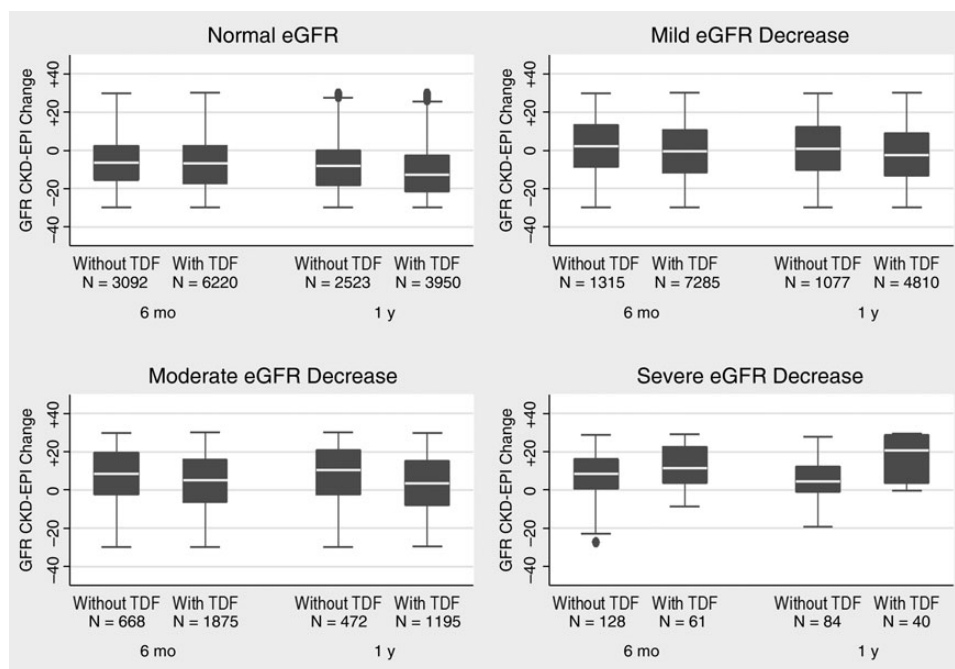 Normal eGFR
GFR CKD-EPI Change
+40
+20
0
−20
−40
Without TDF With TDF Without TDF With TDF
N = 3092 N = 6220 N = 2523 N = 3950
6 mo 1 y
Mild eGFR Decrease
GFR CKD-EPI Change
+40
+20
0
−20
−40
Without TDF With TDF Without TDF With TDF
N = 1315 N = 7285 N = 1077 N = 4810
6 mo 1 y
Moderate eGFR Decrease
GFR CKD-EPI Change
+40
+20
0
−20
−40
Without TDF With TDF Without TDF With TDF
N = 668 N = 1875 N = 472 N = 1195
6 mo 1 y
Severe eGFR Decrease
GFR CKD-EPI Change
+40
+20
0
−20
−40
Without TDF With TDF Without TDF With TDF
N = 128 N = 61 N = 84 N = 40
6 mo 1 y